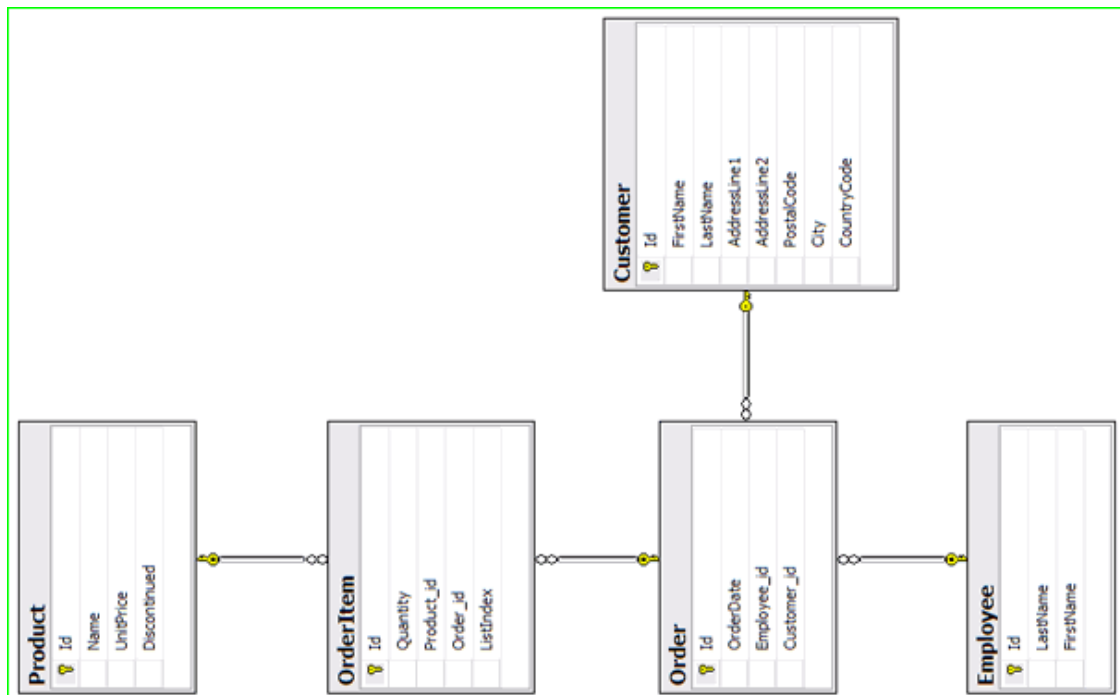 Product
Id
Name
UnitPrice
Discontinued
OrderItem
Id
Quantity
Product_id
Order_id
ListIndex
Order
Id
OrderDate
Employee_id
Customer_id
Employee
Id
LastName
FirstName
Customer
Id
FirstName
LastName
AddressLine1
AddressLine2
PostalCode
City
CountryCode